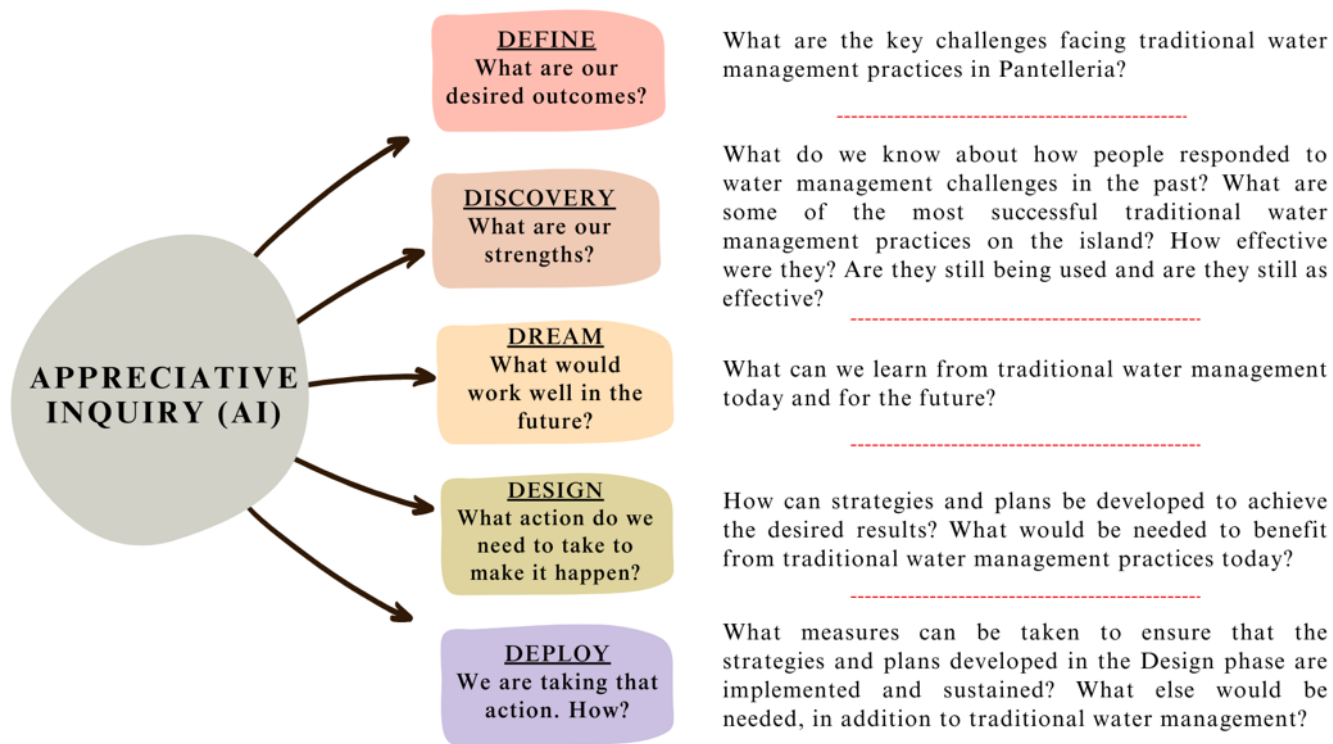 APPRECIATIVE
INQUIRY (AI)
DEFINE
What are our
desired outcomes?
What are the key challenges facing traditional water
management practices in Pantelleria?
DISCOVERY
What are our
strengths?
What do we know about how people responded to
water management challenges in the past? What are
some of the most successful traditional water
management practices on the island? How effective
were they? Are they still being used and are they still as
effective?
DREAM
What would
work well in the
future?
What can we learn from traditional water management
today and for the future?
DESIGN
What action do we
need to take to
make it happen?
How can strategies and plans be developed to achieve
the desired results? What would be needed to benefit
from traditional water management practices today?
DEPLOY
We are taking that
action. How?
What measures can be taken to ensure that the
strategies and plans developed in the Design phase are
implemented and sustained? What else would be
needed, in addition to traditional water management?